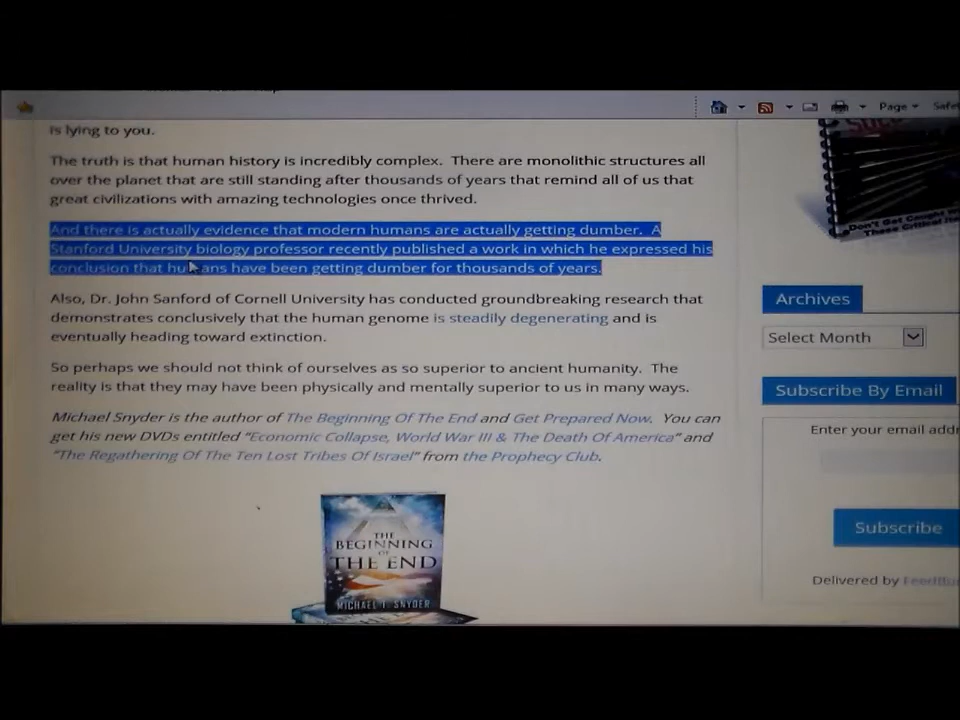 Page
is lying to you.
The truth is that human history is incredibly complex.  There are monolithic structures all
over the planet that are still standing after thousands of years that remind all of us that
great civilizations with amazing technologies once thrived.
And there is actually evidence that modern humans are actually getting dumber.  A
Stanford University biology professor recently published a work in which he expressed his
conclusion that humans have been getting dumber for thousands of years.
Also, Dr. John Sanford of Cornell University has conducted groundbreaking research that
demonstrates conclusively that the human genome is steadily degenerating and is
eventually heading toward extinction.
So perhaps we should not think of ourselves as so superior to ancient humanity.  The
reality is that they may have been physically and mentally superior to us in many ways.
Michael Snyder is the author of The Beginning Of The End and Get Prepared Now.  You can
get his new DVDs entitled "Economic Collapse, World War III & The Death Of America" and
"The Regathering Of The Ten Lost Tribes Of Israel" from the Prophecy Club.
THE
BEGINNING
OF THE
THE END
MICHAEL T. SNYDER
Don't Get Caught
These Critical
Archives
Select Month
Subscribe By Email
Enter your email addr
Subscribe
Delivered by